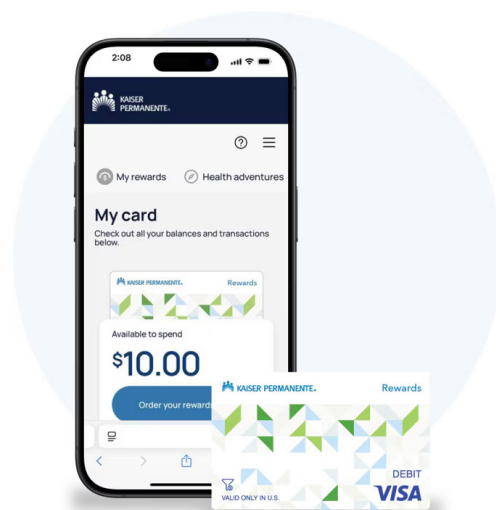 2:08
KAISER
PERMANENTE®
My rewards
Health adventures
My card
Check out all your balances and transactions
below.
KAISER PERMANENTE®
Rewards
Available to spend
$10.00
Order your reward
KAISER PERMANENTE®
Rewards
DEBIT
VISA
VALID ONLY IN U.S.